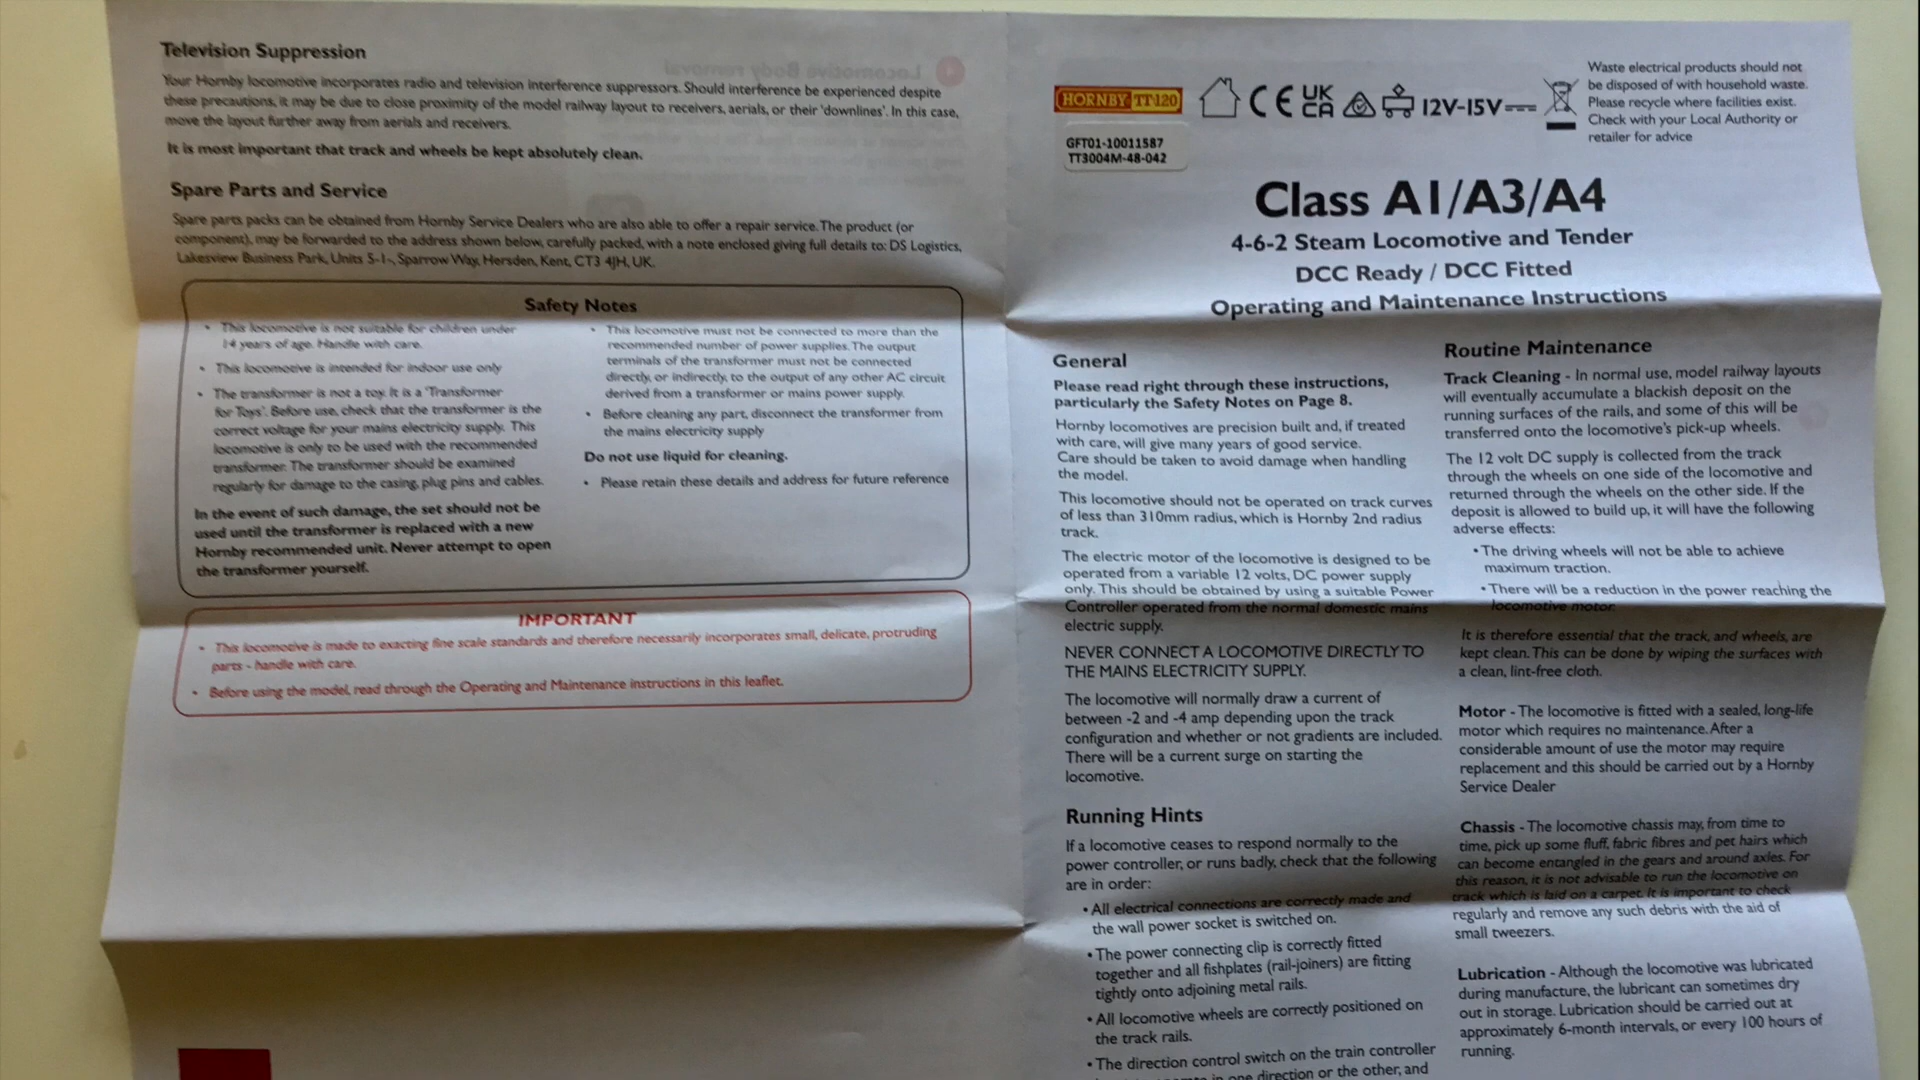 Television Suppression
Your Hornby locomotive incorporates radio and television interference suppressors. Should interference be experienced despite
these precautions, it may be due to close proximity of the model railway layout to receivers, aerials, or their 'downlines'. In this case,
move the layout further away from aerials and receivers.
It is most important that track and wheels be kept absolutely clean.
Spare Parts and Service
Spare parts packs can be obtained from Hornby Service Dealers who are also able to offer a repair service. The product (or
component), may be forwarded to the address shown below, carefully packed, with a note enclosed giving full details to: DS Logistics,
Lakesview Business Park, Units 5-1-, Sparrow Way, Hersden, Kent, CT3 4JH, UK.
Safety Notes
• This locomotive is not suitable for children under
14 years of age. Handle with care.
• This locomotive is intended for indoor use only
• The transformer is not a toy. It is a 'Transformer
for Toys'. Before use, check that the transformer is the
correct voltage for your mains electricity supply. This
locomotive is only to be used with the recommended
transformer. The transformer should be examined
regularly for damage to the casing, plug pins and cables.
In the event of such damage, the set should not be
used until the transformer is replaced with a new
Hornby recommended unit. Never attempt to open
the transformer yourself.
• This locomotive must not be connected to more than the
recommended number of power supplies. The output
terminals of the transformer must not be connected
directly, or indirectly, to the output of any other AC circuit
derived from a transformer or mains power supply.
• Before cleaning any part, disconnect the transformer from
the mains electricity supply
Do not use liquid for cleaning.
• Please retain these details and address for future reference
IMPORTANT
• This locomotive is made to exacting fine scale standards and therefore necessarily incorporates small, delicate, protruding
parts - handle with care.
• Before using the model, read through the Operating and Maintenance instructions in this leaflet.
HORNBY TT:120
CE UK CA 12V-15V
Waste electrical products should not
be disposed of with household waste.
Please recycle where facilities exist.
Check with your Local Authority or
retailer for advice
GFT01-10011587
TT3004M-48-042
Class A1/A3/A4
4-6-2 Steam Locomotive and Tender
DCC Ready / DCC Fitted
Operating and Maintenance Instructions
General
Please read right through these instructions,
particularly the Safety Notes on Page 8.
Hornby locomotives are precision built and, if treated
with care, will give many years of good service.
Care should be taken to avoid damage when handling
the model.
This locomotive should not be operated on track curves
of less than 310mm radius, which is Hornby 2nd radius
track.
The electric motor of the locomotive is designed to be
operated from a variable 12 volts, DC power supply
only. This should be obtained by using a suitable Power
Controller operated from the normal domestic mains
electric supply.
NEVER CONNECT A LOCOMOTIVE DIRECTLY TO
THE MAINS ELECTRICITY SUPPLY.
The locomotive will normally draw a current of
between -2 and -4 amp depending upon the track
configuration and whether or not gradients are included.
There will be a current surge on starting the
locomotive.
Running Hints
If a locomotive ceases to respond normally to the
power controller, or runs badly, check that the following
are in order:
• All electrical connections are correctly made and
the wall power socket is switched on.
• The power connecting clip is correctly fitted
together and all fishplates (rail-joiners) are fitting
tightly onto adjoining metal rails.
• All locomotive wheels are correctly positioned on
the track rails.
• The direction control switch on the train controller
in one direction or the other, and
Routine Maintenance
Track Cleaning - In normal use, model railway layouts
will eventually accumulate a blackish deposit on the
running surfaces of the rails, and some of this will be
transferred onto the locomotive's pick-up wheels.
The 12 volt DC supply is collected from the track
through the wheels on one side of the locomotive and
returned through the wheels on the other side. If the
deposit is allowed to build up, it will have the following
adverse effects:
• The driving wheels will not be able to achieve
maximum traction.
• There will be a reduction in the power reaching the
locomotive motor.
It is therefore essential that the track, and wheels, are
kept clean. This can be done by wiping the surfaces with
a clean, lint-free cloth.
Motor - The locomotive is fitted with a sealed, long-life
motor which requires no maintenance. After a
considerable amount of use the motor may require
replacement and this should be carried out by a Hornby
Service Dealer
Chassis - The locomotive chassis may, from time to
time, pick up some fluff, fabric fibres and pet hairs which
can become entangled in the gears and around axles. For
this reason, it is not advisable to run the locomotive on
track which is laid on a carpet. It is important to check
regularly and remove any such debris with the aid of
small tweezers.
Lubrication - Although the locomotive was lubricated
during manufacture, the lubricant can sometimes dry
out in storage. Lubrication should be carried out at
approximately 6-month intervals, or every 100 hours of
running.